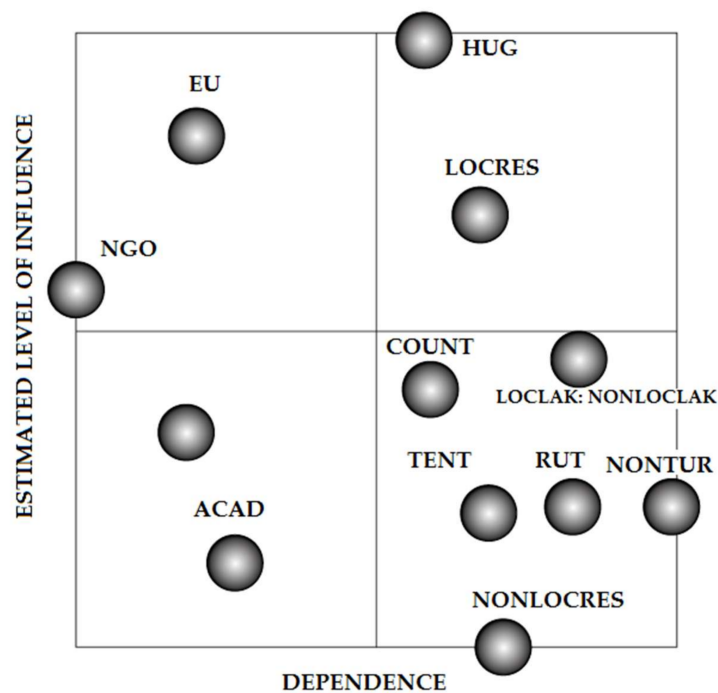 HUG
EU
LOCRES
NGO
ESTIMATED LEVEL OF INFLUENCE
COUNT
LOCLAK: NONLOCLAK
TENT
RUT
NONTUR
ACAD
NONLOCRES
DEPENDENCE